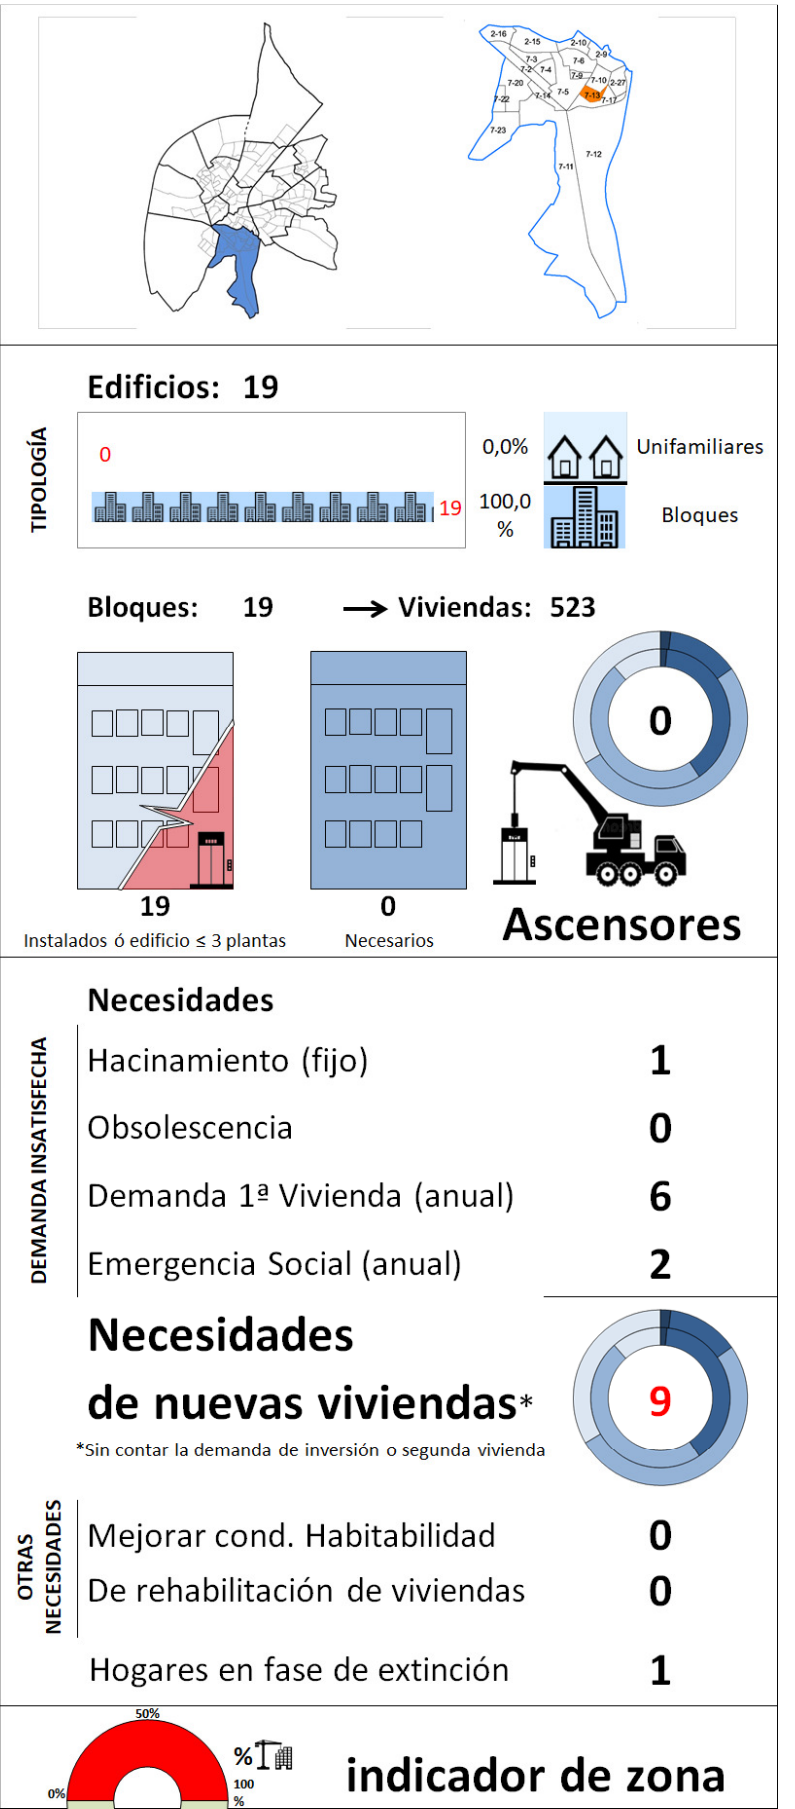 2-16
2-15
2-10
2-9
7-3
7-6
7-2
7-4
7-9
7-10
2-27
7-20
7-14
7-5
7-13
7-17
7-22
7-23
7-12
7-11
Edificios: 19
TIPOLOGÍA
0
0,0%
Unifamiliares
19
100,0
%
Bloques
Bloques: 19 Viviendas: 523
0
19
0
Instalados ó edificio ≤ 3 plantas
Necesarios
Ascensores
DEMANDA INSATISFECHA
Necesidades
Hacinamiento (fijo) 1
Obsolescencia 0
Demanda 1ª Vivienda (anual) 6
Emergencia Social (anual) 2
Necesidades
de nuevas viviendas*
9
*Sin contar la demanda de inversión o segunda vivienda
OTRAS
NECESIDADES
Mejorar cond. Habitabilidad 0
De rehabilitación de viviendas 0
Hogares en fase de extinción 1
50%
%
0%
100
%
indicador de zona